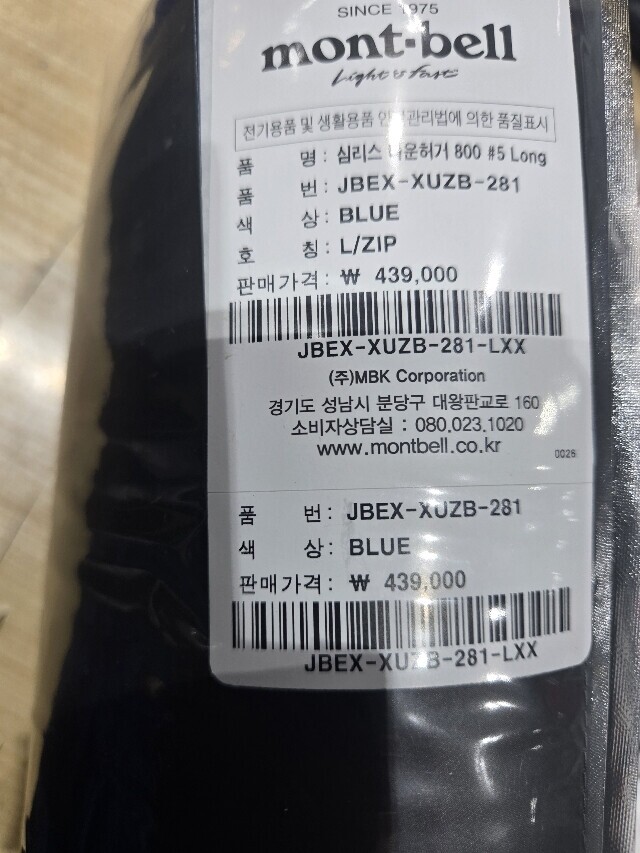 SINCE 1975
mont-bell
Light & Fast
전기용품 및 생활용품 안전관리법에 의한 품질표시
품 명 : 심리스 다운허거 800 #5 Long
품 번 : JBEX-XUZB-281
색 상 : BLUE
호 칭 : L/ZIP
판매가격 : ₩ 439,000
JBEX-XUZB-281-LXX
(주)MBK Corporation
경기도 성남시 분당구 대왕판교로 160
소비자상담실 : 080.023.1020
www.montbell.co.kr
0026
품 번 : JBEX-XUZB-281
색 상 : BLUE
판매가격 : ₩ 439,000
JBEX-XUZB-281-LXX